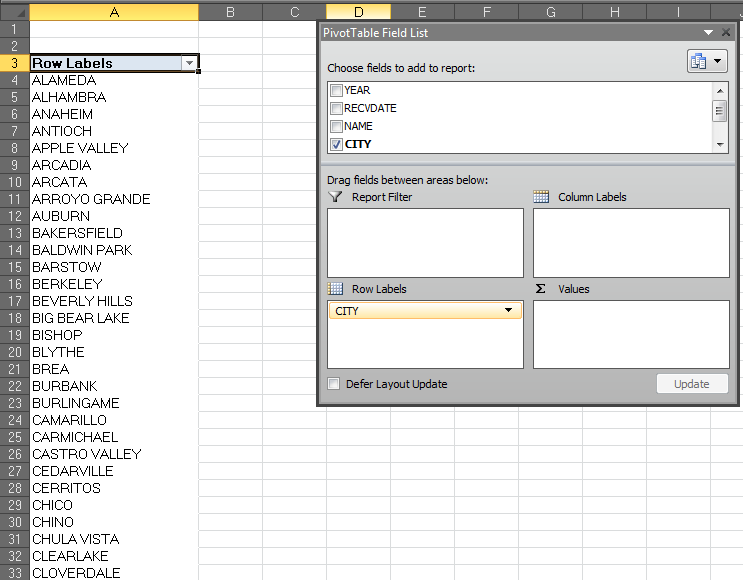 A B C D E F G H I
1
2
3 Row Labels
4 ALAMEDA
5 ALHAMBRA
6 ANAHEIM
7 ANTIOCH
8 APPLE VALLEY
9 ARCADIA
10 ARCATA
11 ARROYO GRANDE
12 AUBURN
13 BAKERSFIELD
14 BALDWIN PARK
15 BARSTOW
16 BERKELEY
17 BEVERLY HILLS
18 BIG BEAR LAKE
19 BISHOP
20 BLYTHE
21 BREA
22 BURBANK
23 BURLINGAME
24 CAMARILLO
25 CARMICHAEL
26 CASTRO VALLEY
27 CEDARVILLE
28 CERRITOS
29 CHICO
30 CHINO
31 CHULA VISTA
32 CLEARLAKE
33 CLOVERDALE
PivotTable Field List
Choose fields to add to report:
YEAR
RECVDATE
NAME
CITY
Drag fields between areas below:
Report Filter
Column Labels
Row Labels
Σ Values
CITY
Defer Layout Update
Update